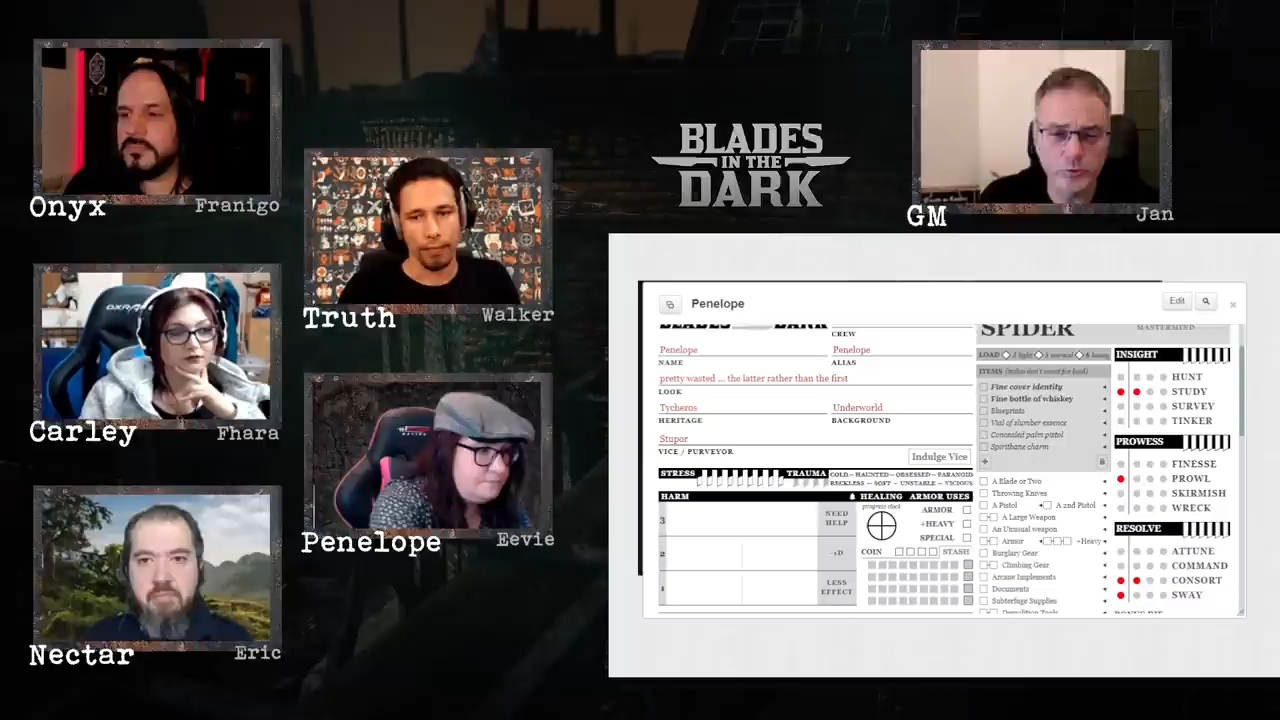 Onyx
Franigo
Truth
Walker
Carley
Fhara
Penelope
Eevie
Nectar
Eric
BLADES
IN THE
DARK
GM
Jan
Penelope
Edit
CREW
Penelope
NAME
Penelope
ALIAS
pretty wasted ... the latter rather than the first
LOOK
Tycheros
HERITAGE
Underworld
BACKGROUND
Stupor
VICE / PURVEYOR
Indulge Vice
STRESS
TRAUMA
COLD – HAUNTED – OBSESSED – PARANOID
RECKLESS – SOFT – UNSTABLE – VICIOUS
HARM
HEALING
ARMOR USES
3
NEED
HELP
2
-1D
1
LESS
EFFECT
progress clock
ARMOR
+HEAVY
SPECIAL
COIN
STASH
SPIDER
MASTERMIND
LOAD
ITEMS
Fine cover identity
Fine bottle of whiskey
Blueprints
Vial of slumber essence
Concealed palm pistol
Spiritbane charm
A Blade or Two
Throwing Knives
A Pistol
A 2nd Pistol
A Large Weapon
An Unusual weapon
Armor
+Heavy
Burglary Gear
Climbing Gear
Arcane Implements
Documents
Subterfuge Supplies
Demolition Tools
INSIGHT
HUNT
STUDY
SURVEY
TINKER
PROWESS
FINESSE
PROWL
SKIRMISH
WRECK
RESOLVE
ATTUNE
COMMAND
CONSORT
SWAY